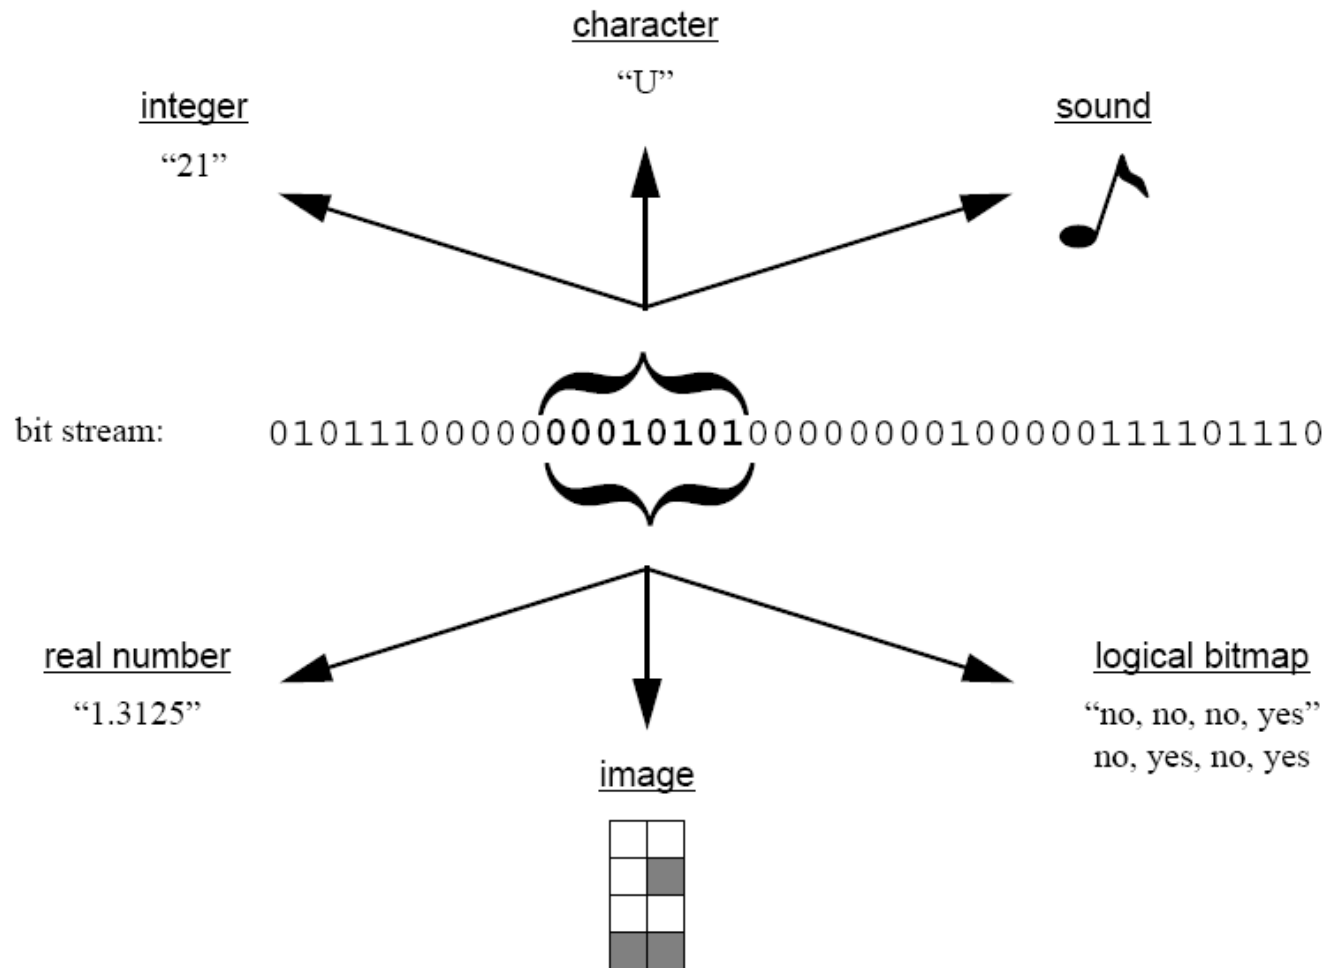 character
“U”
integer
“21”
sound
bit stream: 010111000000001010100000000100000111101110
real number
“1.3125”
logical bitmap
“no, no, no, yes”
no, yes, no, yes
image